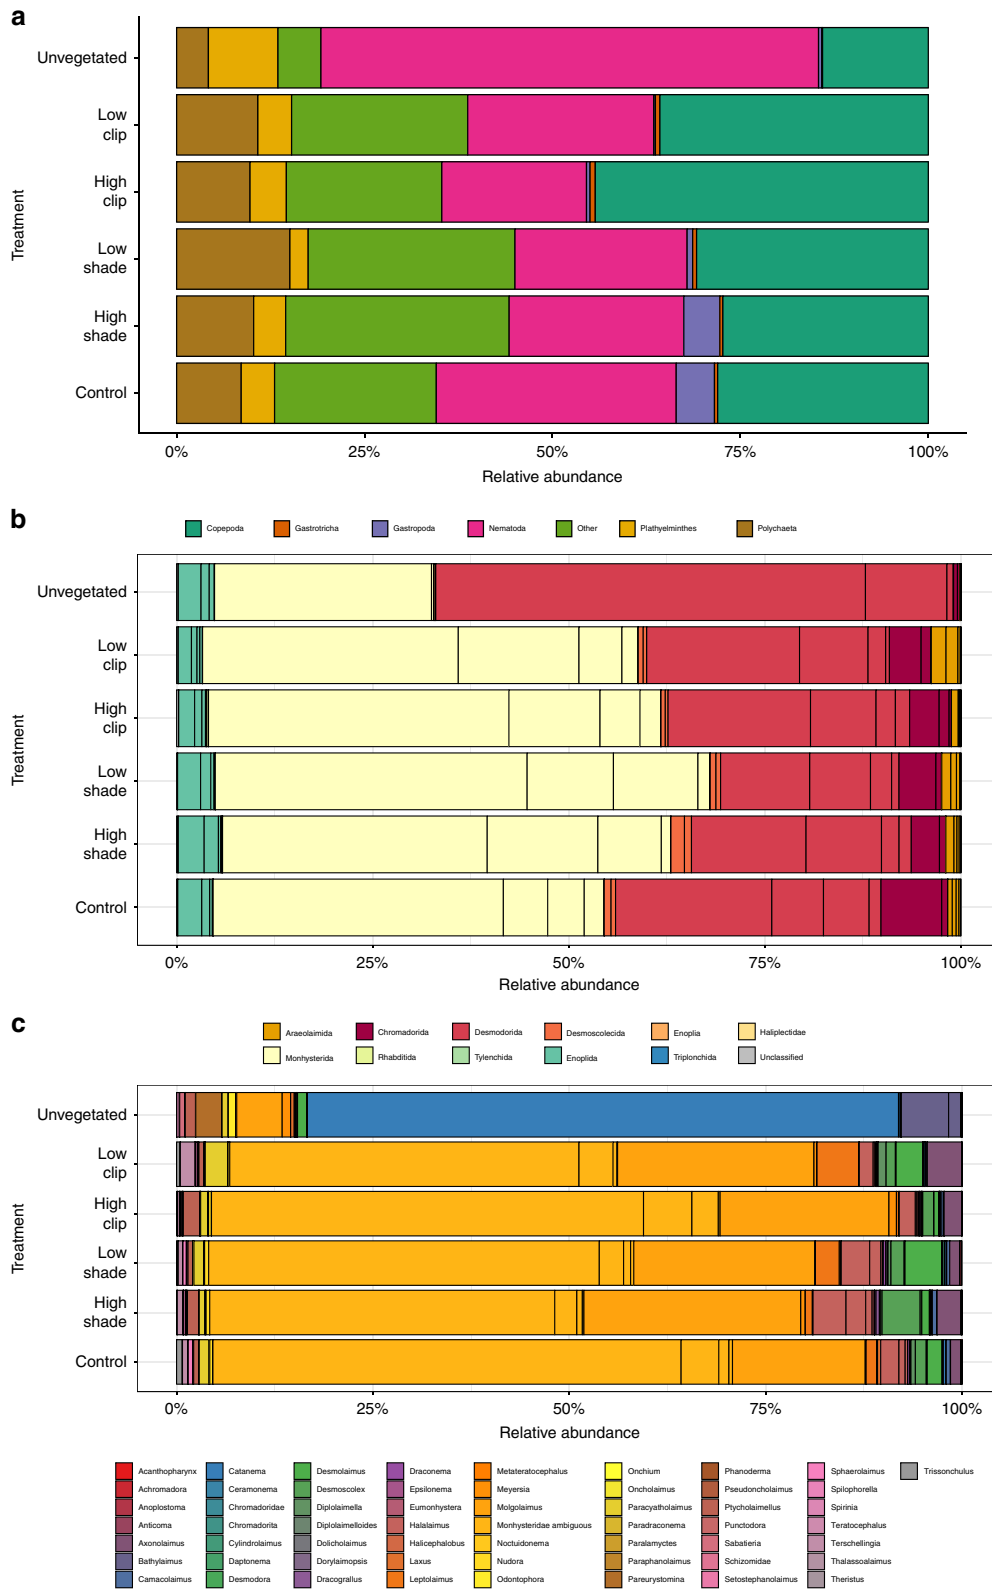 a
Unvegetated
Low
clip
High
clip
Low
shade
High
shade
Control
Treatment
0% 25% 50% 75% 100%
Relative abundance
b
Copepoda Gastrotricha Gastropoda Nematoda Other Plathyelminthes Polychaeta
Unvegetated
Low
clip
High
clip
Low
shade
High
shade
Control
Treatment
0% 25% 50% 75% 100%
Relative abundance
c
Araeolaimida Chromadorida Desmodorida Desmoscolecida Enoplia Haliplectidae
Monhysterida Rhabditida Tylenchida Enoplida Triplonchida Unclassified
Unvegetated
Low
clip
High
clip
Low
shade
High
shade
Control
Treatment
0% 25% 50% 75% 100%
Relative abundance
Acanthopharynx Catanema Desmolaimus Draconema Metateratocephalus Onchium Phanoderma Sphaerolaimus Trissonchulus
Achromadora Ceramonema Desmoscolex Epsilonema Meyersia Oncholaimus Pseudoncholaimus Spilophorella
Anoplostoma Chromadoridae Diplolaimella Eumonhystera Molgolaimus Paracyatholaimus Ptycholaimellus Spirinia
Anticoma Chromadorita Diplolaimelloides Halalaimus Monhysteridae ambiguous Paradraconema Punctodora Teratocephalus
Axonolaimus Cylindrolaimus Dolicholaimus Halicephalobus Noctuidonema Paralamyctes Sabatieria Terschellingia
Bathylaimus Daptonema Dorylaimopsis Laxus Nudora Paraphanolaimus Schizomidae Thalassoalaimus
Camacolaimus Desmodora Dracograllus Leptolaimus Odontophora Pareurystomina Setostephanolaimus Theristus